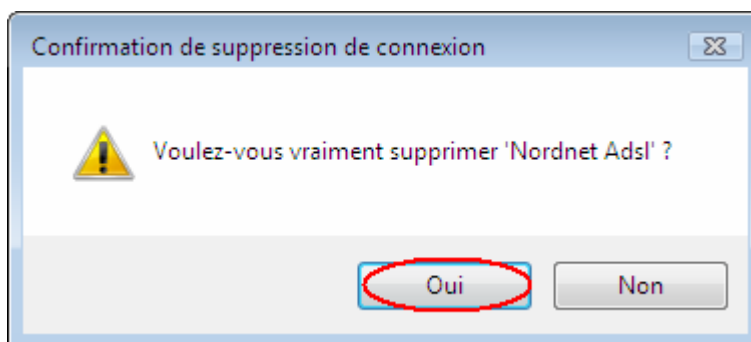 Confirmation de suppression de connexion
Voulez-vous vraiment supprimer 'Nordnet Adsl' ?
Oui
Non